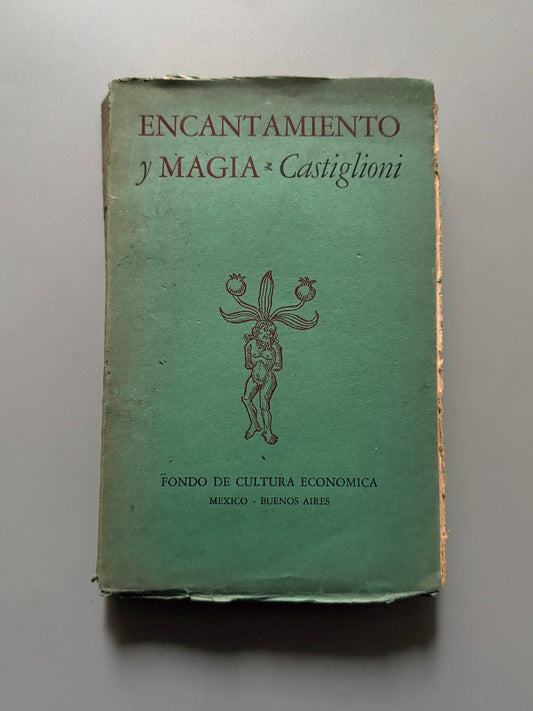 ENCANTAMIENTO
y MAGIA * Castiglioni
FONDO DE CULTURA ECONOMICA
MEXICO - BUENOS AIRES